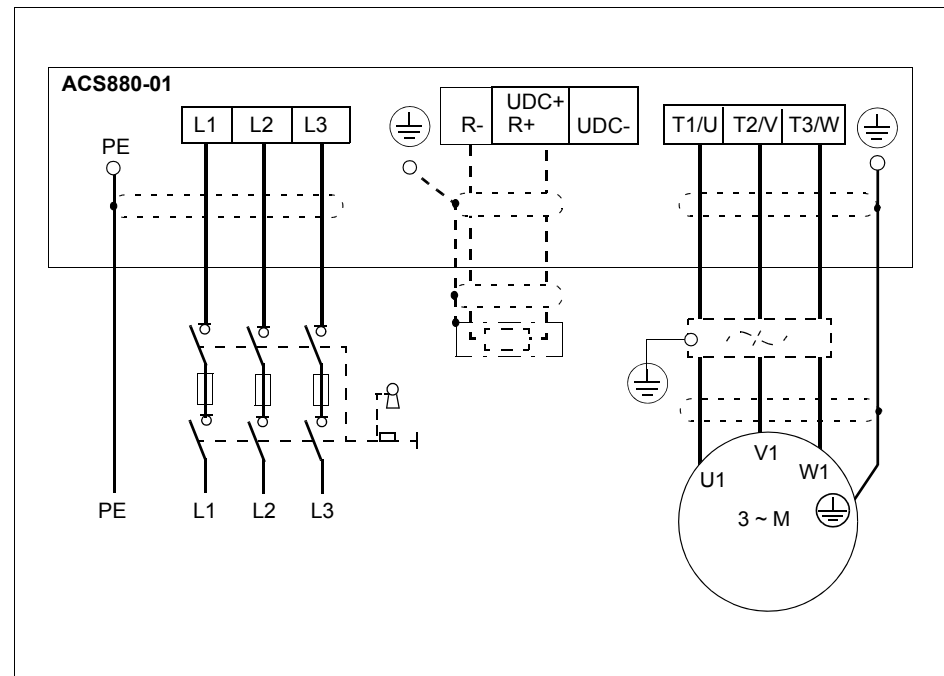 ACS880-01
L1 L2 L3
R- UDC+ R+ UDC-
T1/U T2/V T3/W
PE
U1 V1 W1
3 ~ M
PE L1 L2 L3